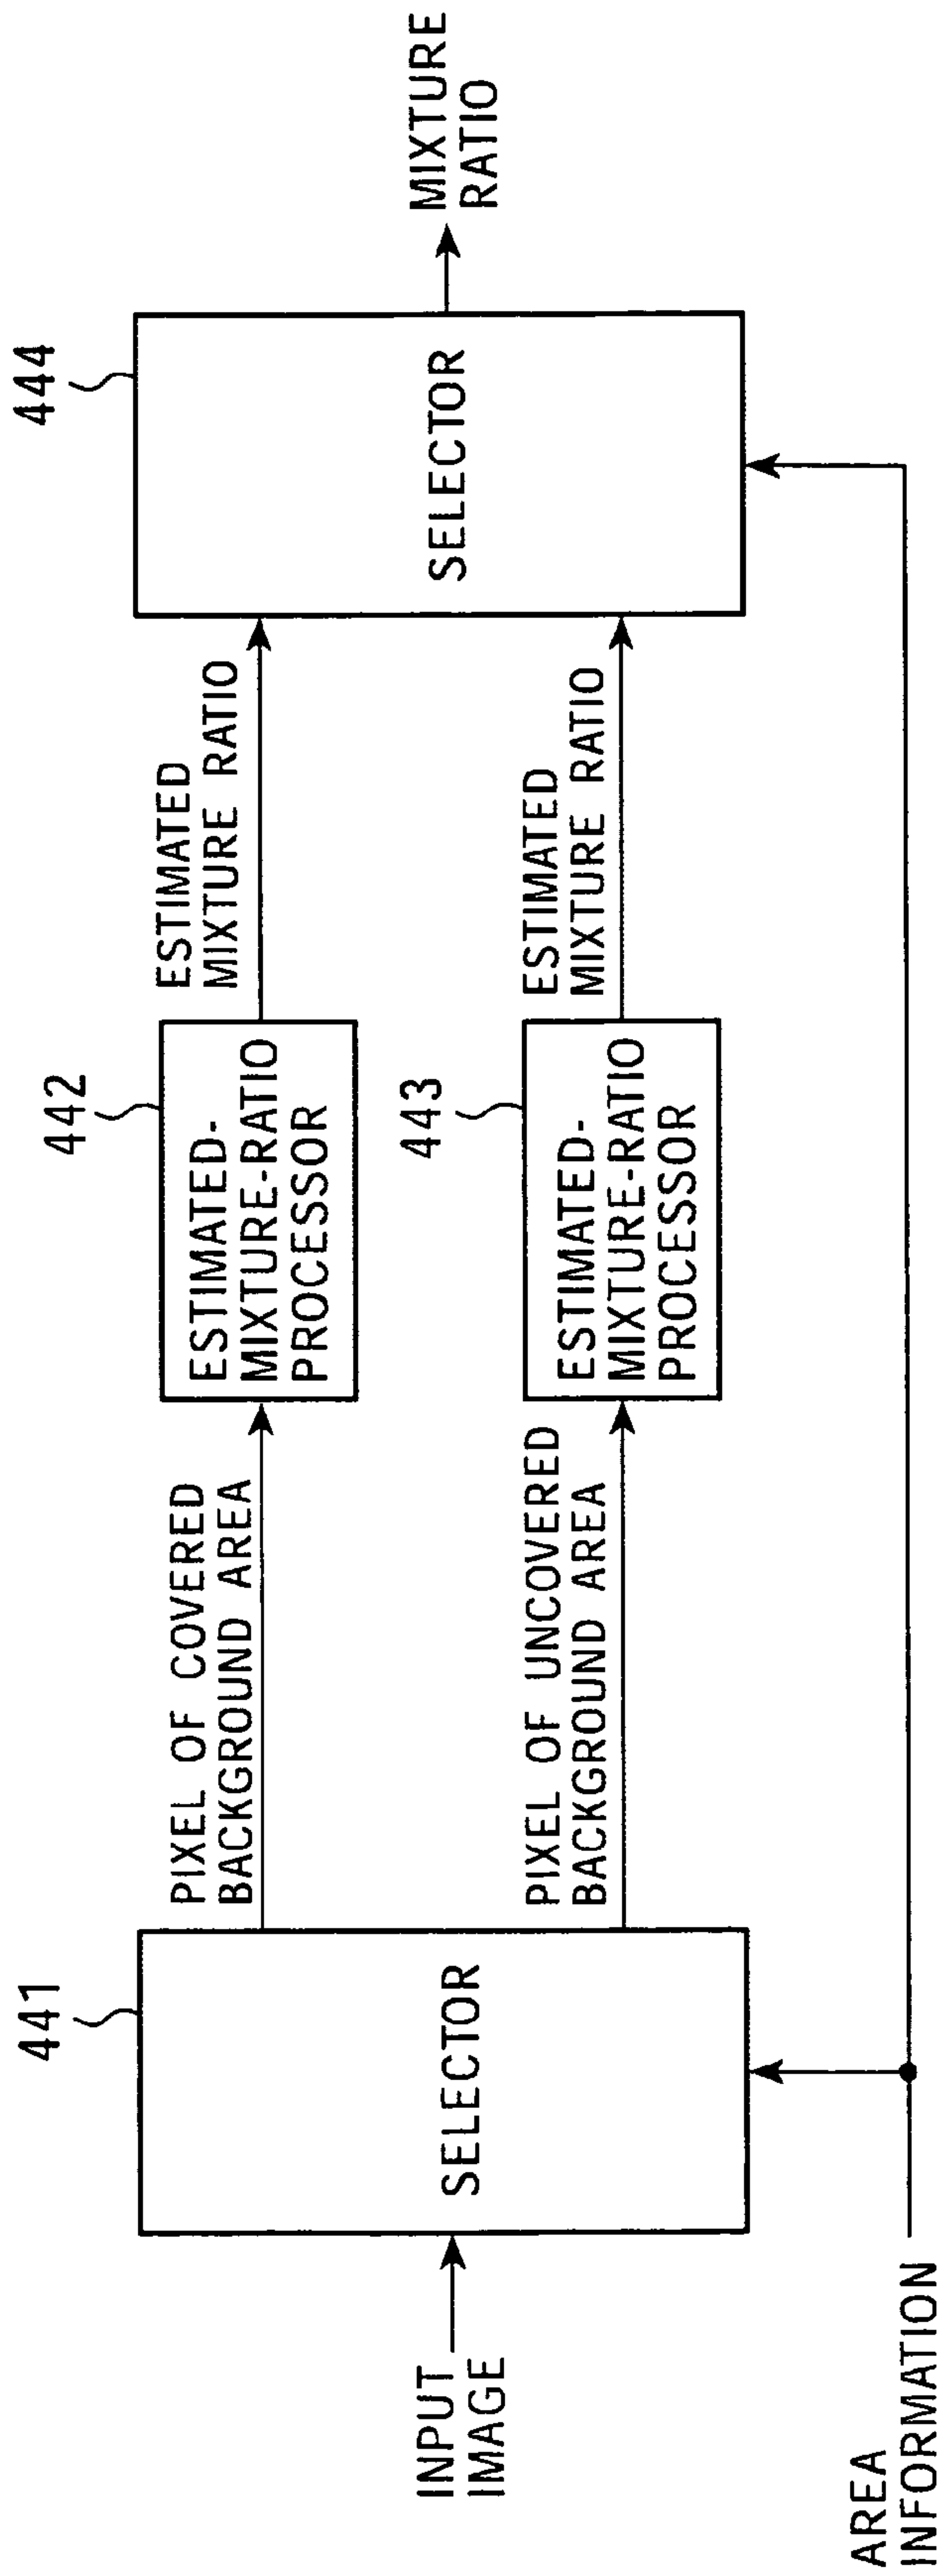 INPUT
IMAGE
AREA
INFORMATION
441
SELECTOR
PIXEL OF COVERED
BACKGROUND AREA
PIXEL OF UNCOVERED
BACKGROUND AREA
442
ESTIMATED-
MIXTURE-RATIO
PROCESSOR
443
ESTIMATED-
MIXTURE-RATIO
PROCESSOR
ESTIMATED
MIXTURE RATIO
ESTIMATED
MIXTURE RATIO
444
SELECTOR
MIXTURE
RATIO